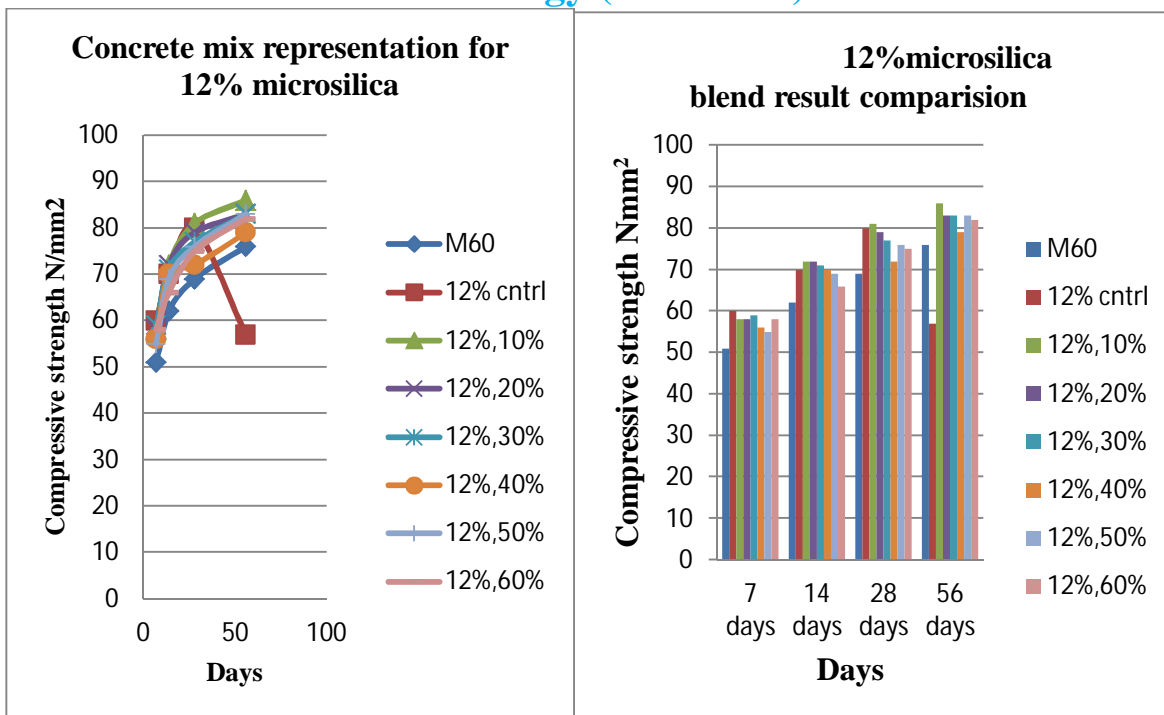 Concrete mix representation for
12% microsilica
Compressive strength N/mm2
100
90
80
70
60
50
40
30
20
10
0
0 50 100
Days
M60
12% cntrl
12%,10%
12%,20%
12%,30%
12%,40%
12%,50%
12%,60%
12%microsilica
blend result comparision
Compressive strength Nmm²
100
90
80
70
60
50
40
30
20
10
0
7 14 28 56
days days days days
Days
M60
12% cntrl
12%,10%
12%,20%
12%,30%
12%,40%
12%,50%
12%,60%